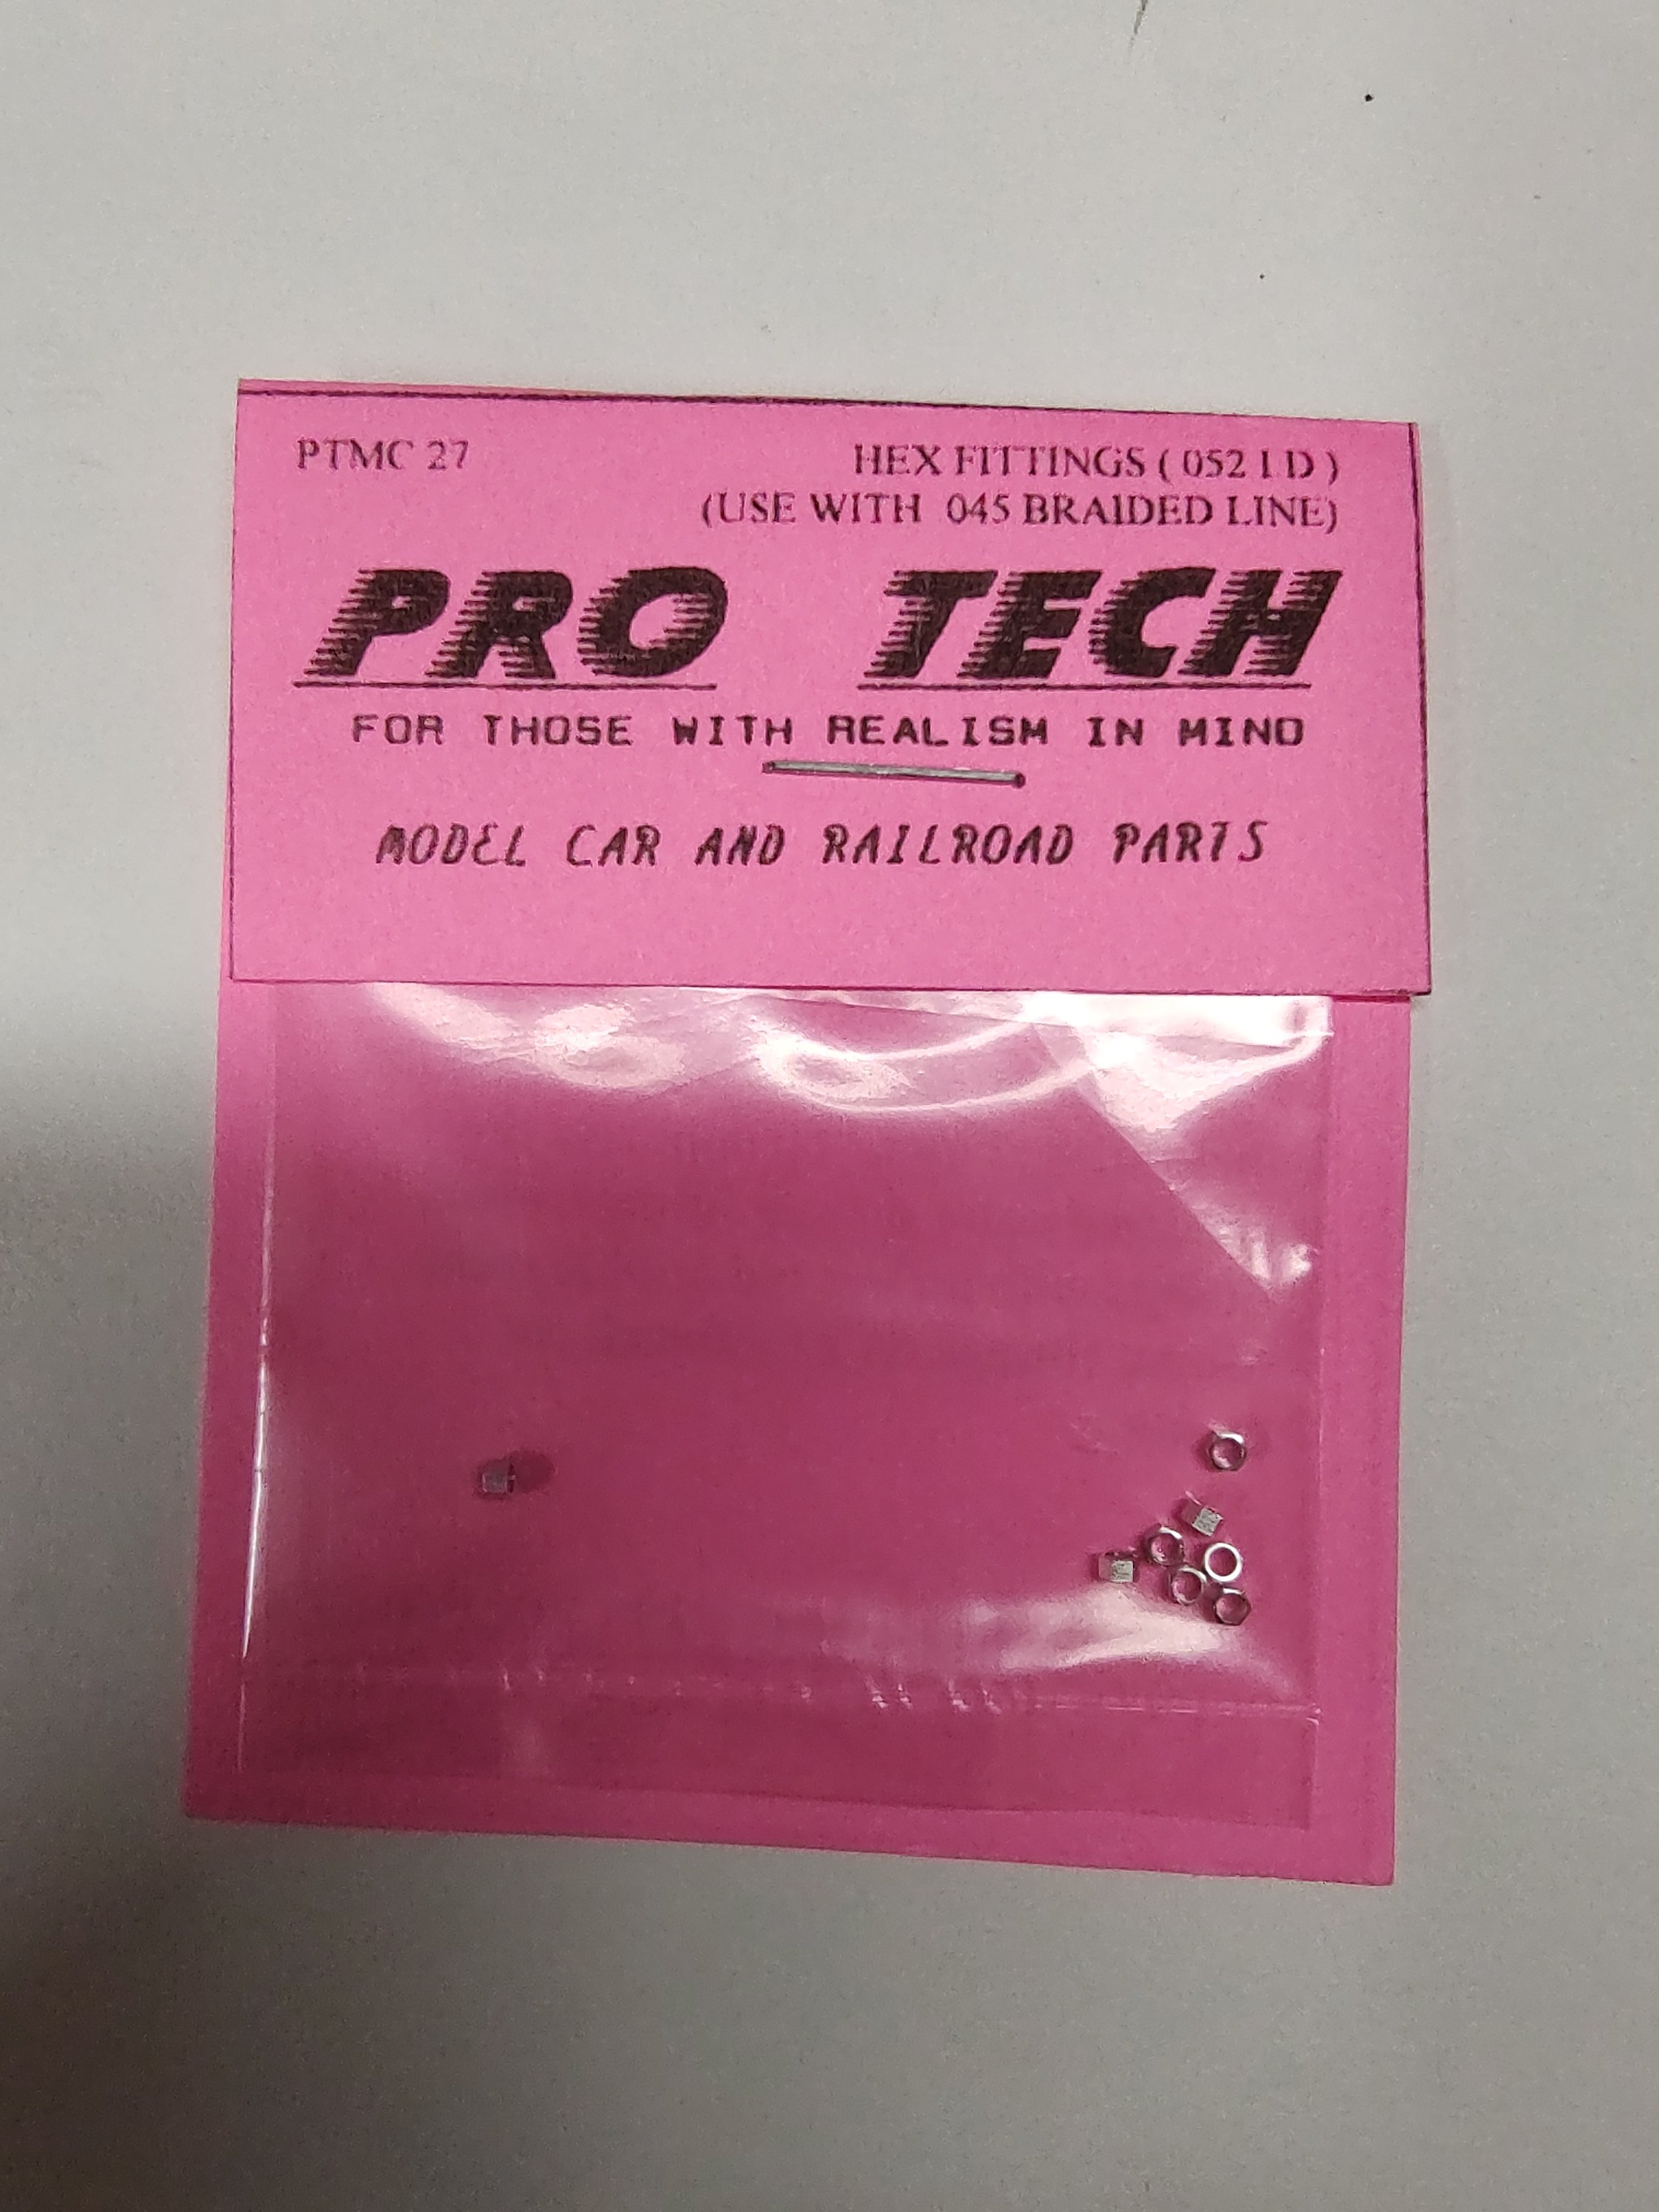 PTMC 27
HEX FITTINGS ( 052 I D )
(USE WITH 045 BRAIDED LINE)
PRO TECH
FOR THOSE WITH REALISM IN MIND
MODEL CAR AND RAILROAD PARTS